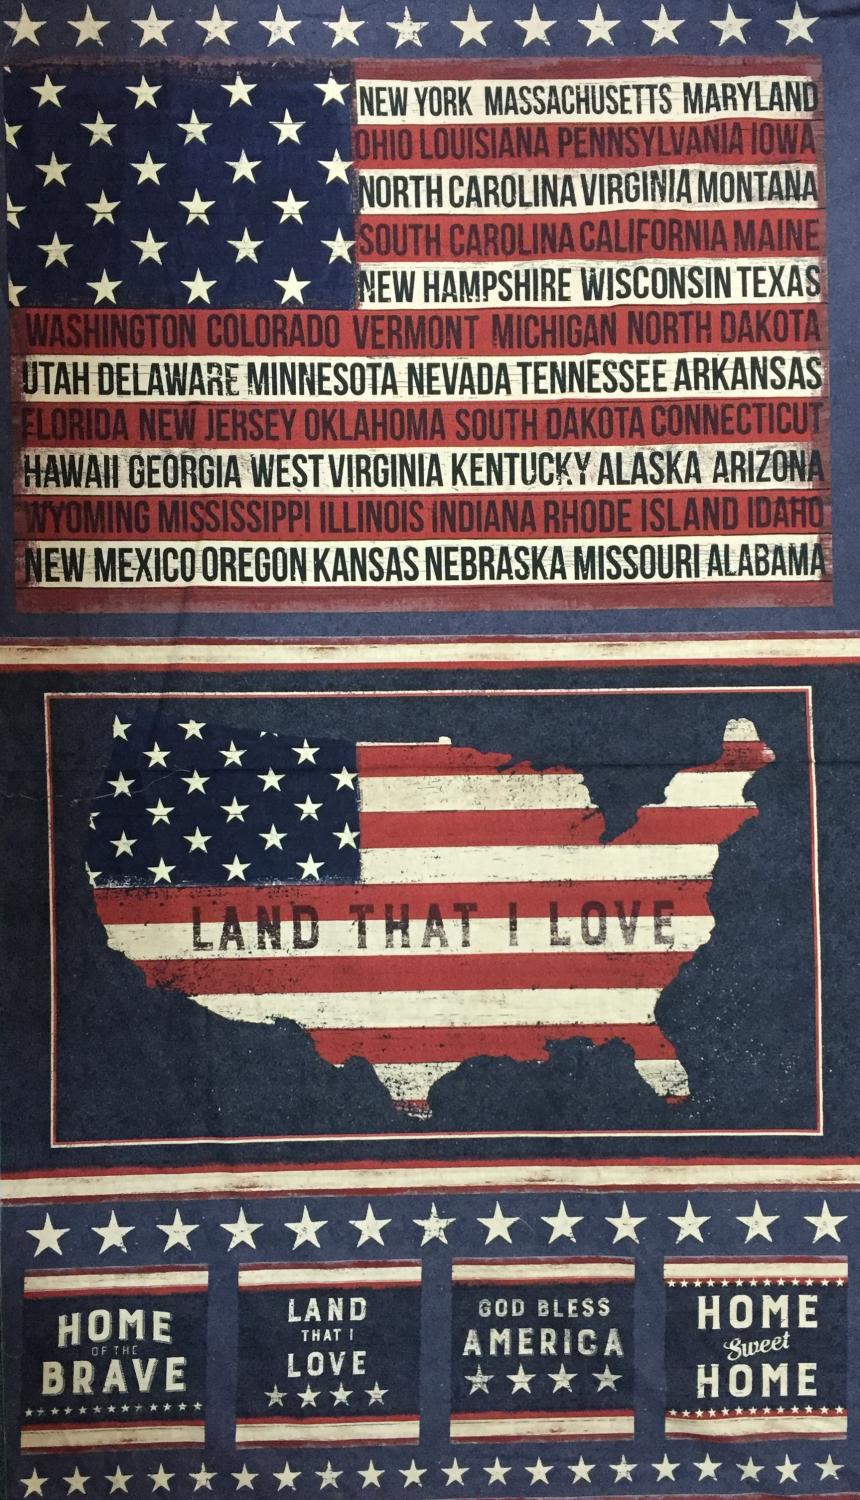 NEW YORK MASSACHUSETTS MARYLAND
OHIO LOUISIANA PENNSYLVANIA IOWA
NORTH CAROLINA VIRGINIA MONTANA
SOUTH CAROLINA CALIFORNIA MAINE
NEW HAMPSHIRE WISCONSIN TEXAS
WASHINGTON COLORADO VERMONT MICHIGAN NORTH DAKOTA
UTAH DELAWARE MINNESOTA NEVADA TENNESSEE ARKANSAS
FLORIDA NEW JERSEY OKLAHOMA SOUTH DAKOTA CONNECTICUT
HAWAII GEORGIA WEST VIRGINIA KENTUCKY ALASKA ARIZONA
WYOMING MISSISSIPPI ILLINOIS INDIANA RHODE ISLAND IDAHO
NEW MEXICO OREGON KANSAS NEBRASKA MISSOURI ALABAMA
LAND THAT I LOVE
HOME
OF THE
BRAVE
LAND
THAT I
LOVE
GOD BLESS
AMERICA
HOME
Sweet
HOME